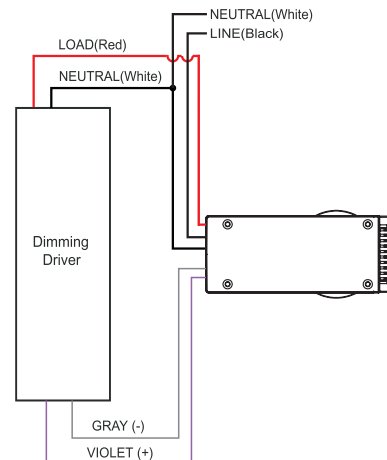 NEUTRAL(White)
LINE(Black)
LOAD(Red)
NEUTRAL(White)
Dimming
Driver
GRAY (-)
VIOLET (+)